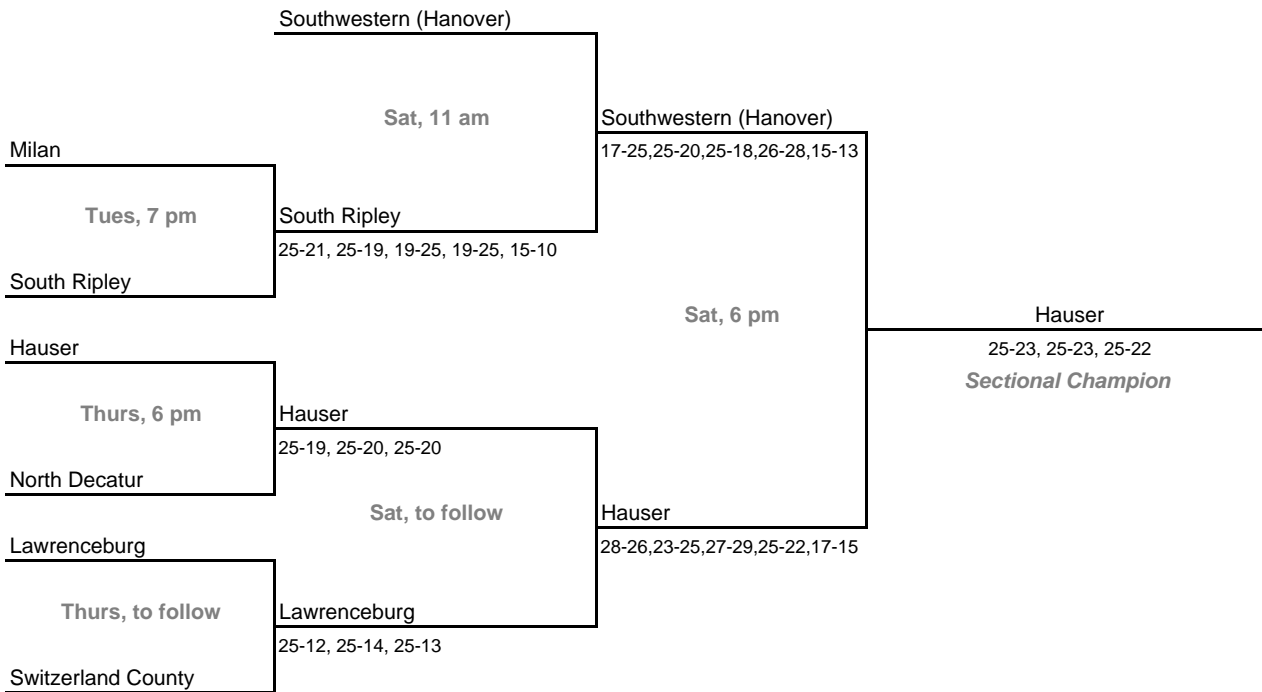 Southwestern (Hanover)
Sat, 11 am
Southwestern (Hanover)
Milan
17-25,25-20,25-18,26-28,15-13
Tues, 7 pm
South Ripley
25-21, 25-19, 19-25, 19-25, 15-10
South Ripley
Sat, 6 pm
Hauser
Hauser
25-23, 25-23, 25-22
Sectional Champion
Thurs, 6 pm
Hauser
25-19, 25-20, 25-20
North Decatur
Sat, to follow
Hauser
Lawrenceburg
28-26,23-25,27-29,25-22,17-15
Thurs, to follow
Lawrenceburg
25-12, 25-14, 25-13
Switzerland County